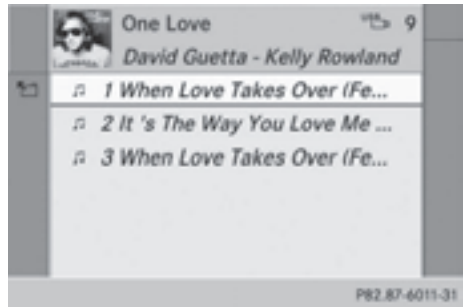 One Love USB 9
David Guetta - Kelly Rowland
1 When Love Takes Over (Fe...
2 It 's The Way You Love Me ...
3 When Love Takes Over (Fe...
P82.87-6011-31